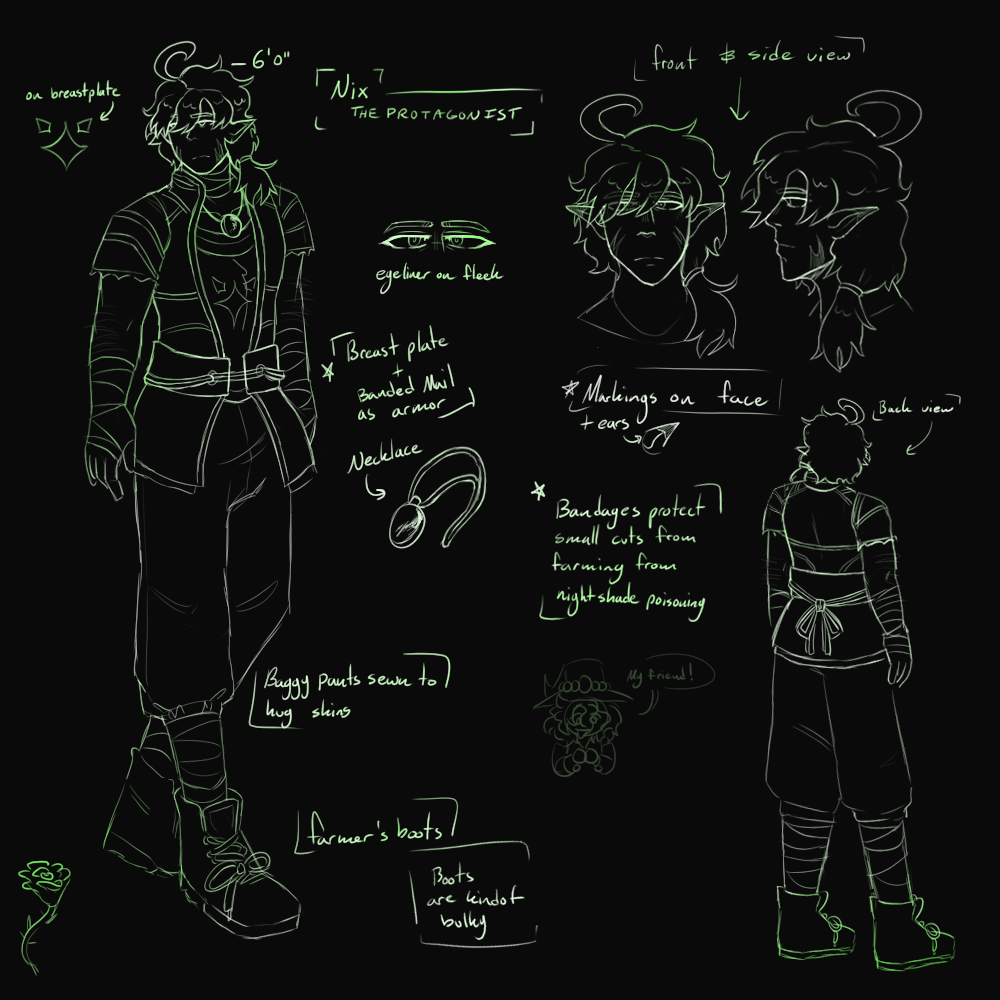 6'0"
on breastplate
Nix
THE PROTAGONIST
front & side view
eyeliner on fleek
Breast plate
+
Banded Mail
as armor
Necklace
Markings on face
+ ears
Back view
Bandages protect
small cuts from
farming from
nightshade poisoning
My friend!
Baggy pants sewn to
hug shins
farmer's boots
Boots
are kindof
bulky